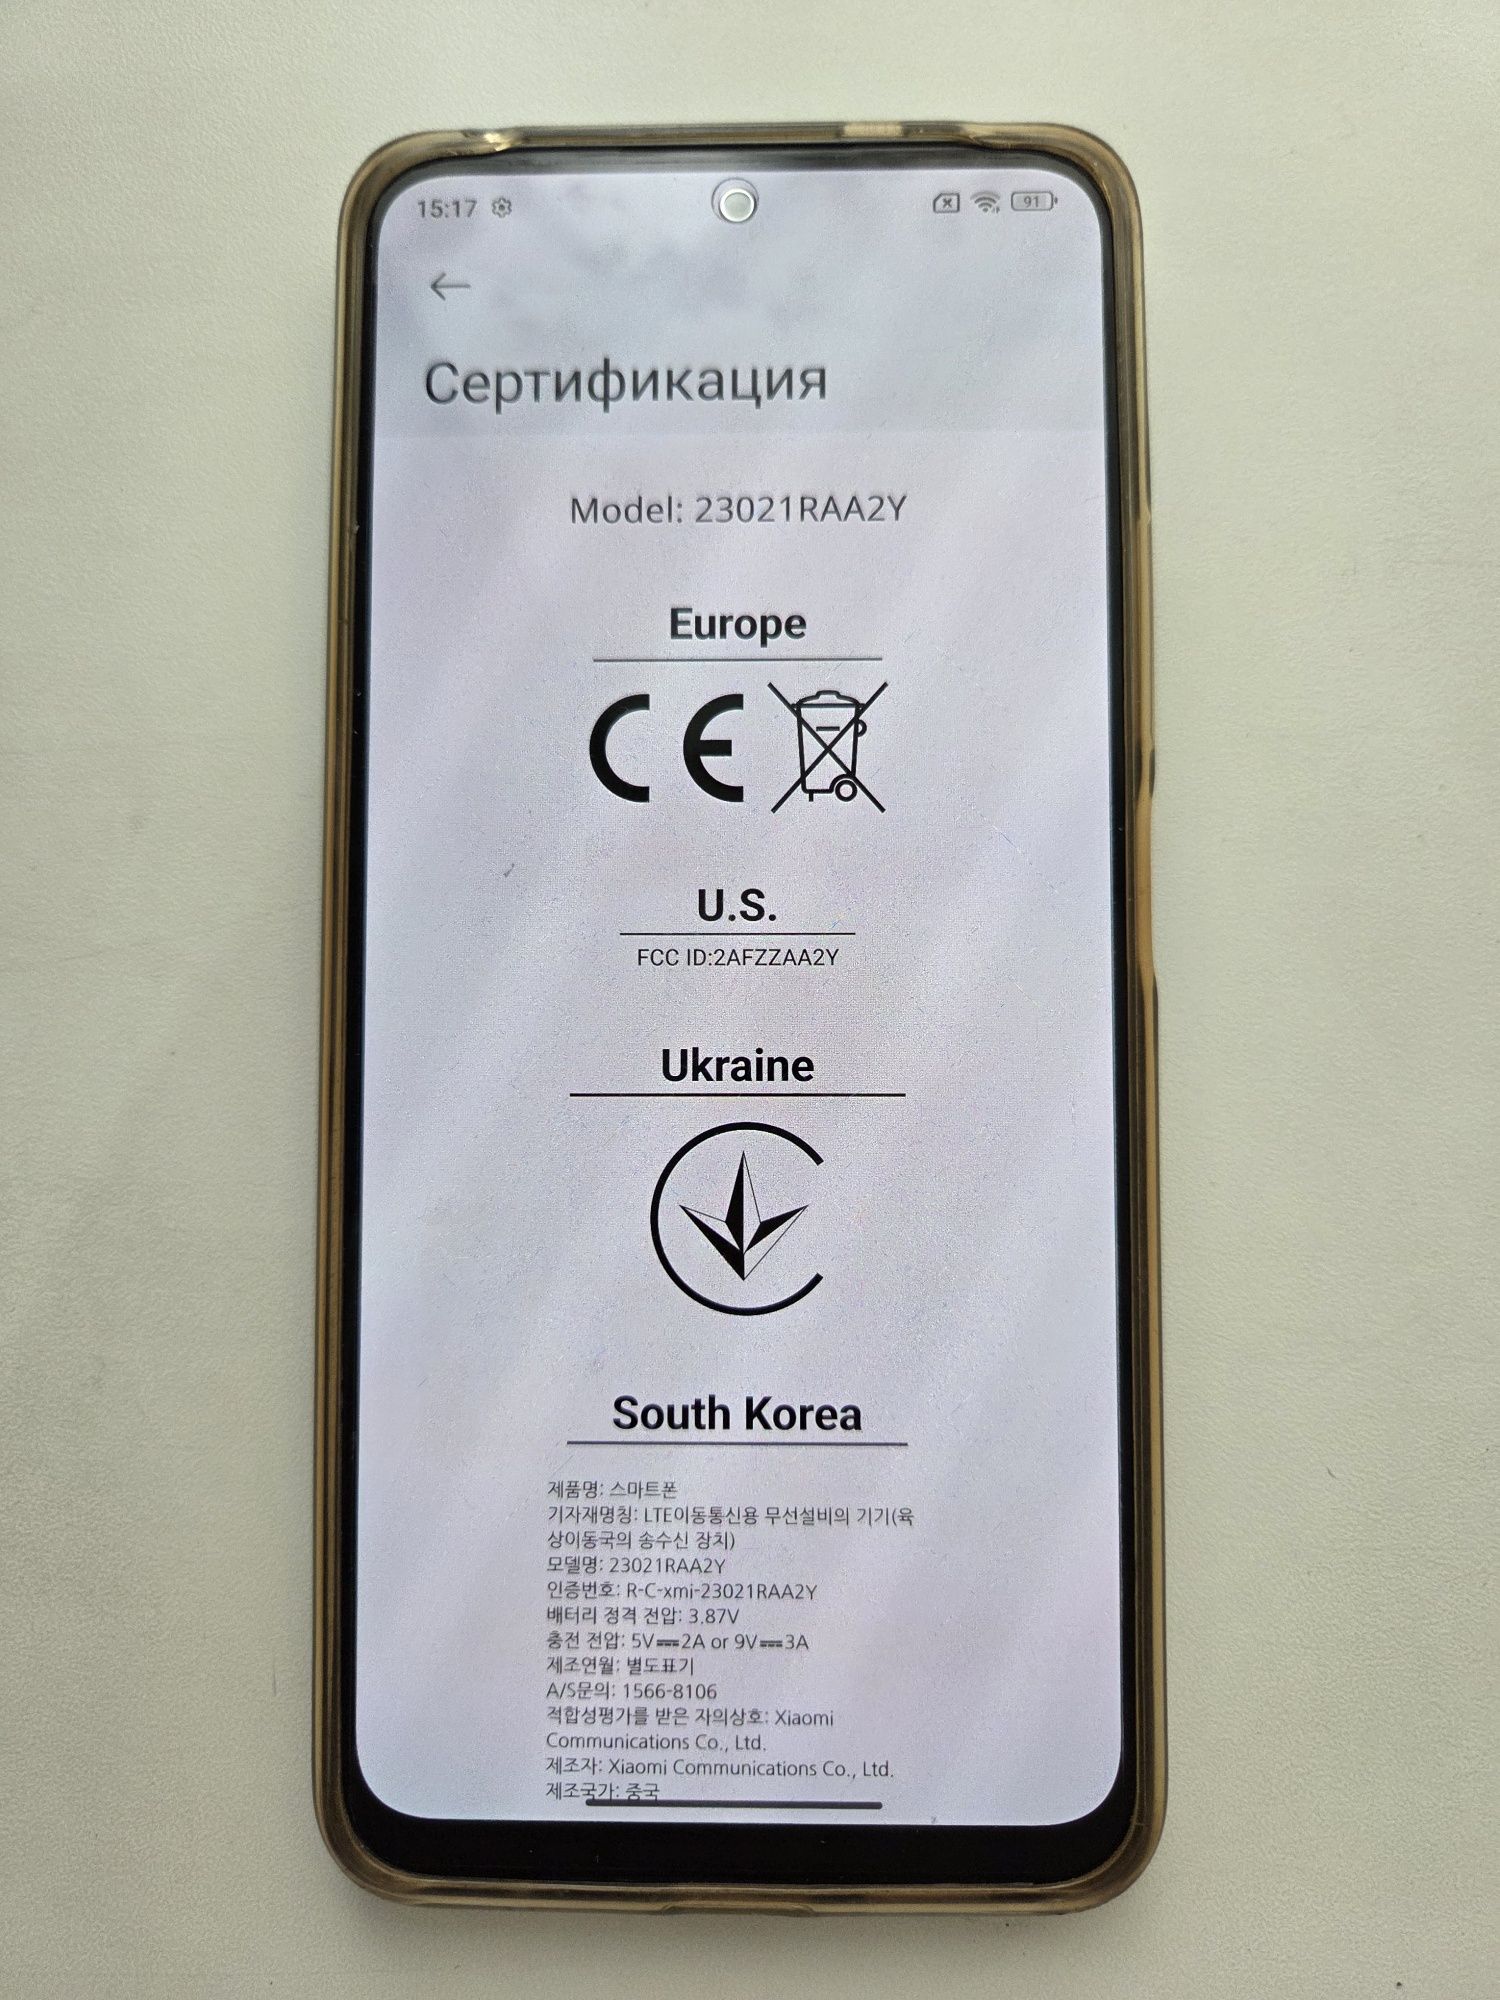 15:17
91
Сертификация
Model: 23021RAA2Y
Europe
CE
U.S.
FCC ID:2AFZZAA2Y
Ukraine
South Korea
제품명: 스마트폰
기자재명칭: LTE이동통신용 무선설비의 기기(육
상이동국의 송수신 장치)
모델명: 23021RAA2Y
인증번호: R-C-xmi-23021RAA2Y
배터리 정격 전압: 3.87V
충전 전압: 5V⎓2A or 9V⎓3A
제조연월: 별도표기
A/S문의: 1566-8106
적합성평가를 받은 자의상호: Xiaomi
Communications Co., Ltd.
제조자: Xiaomi Communications Co., Ltd.
제조국가: 중국